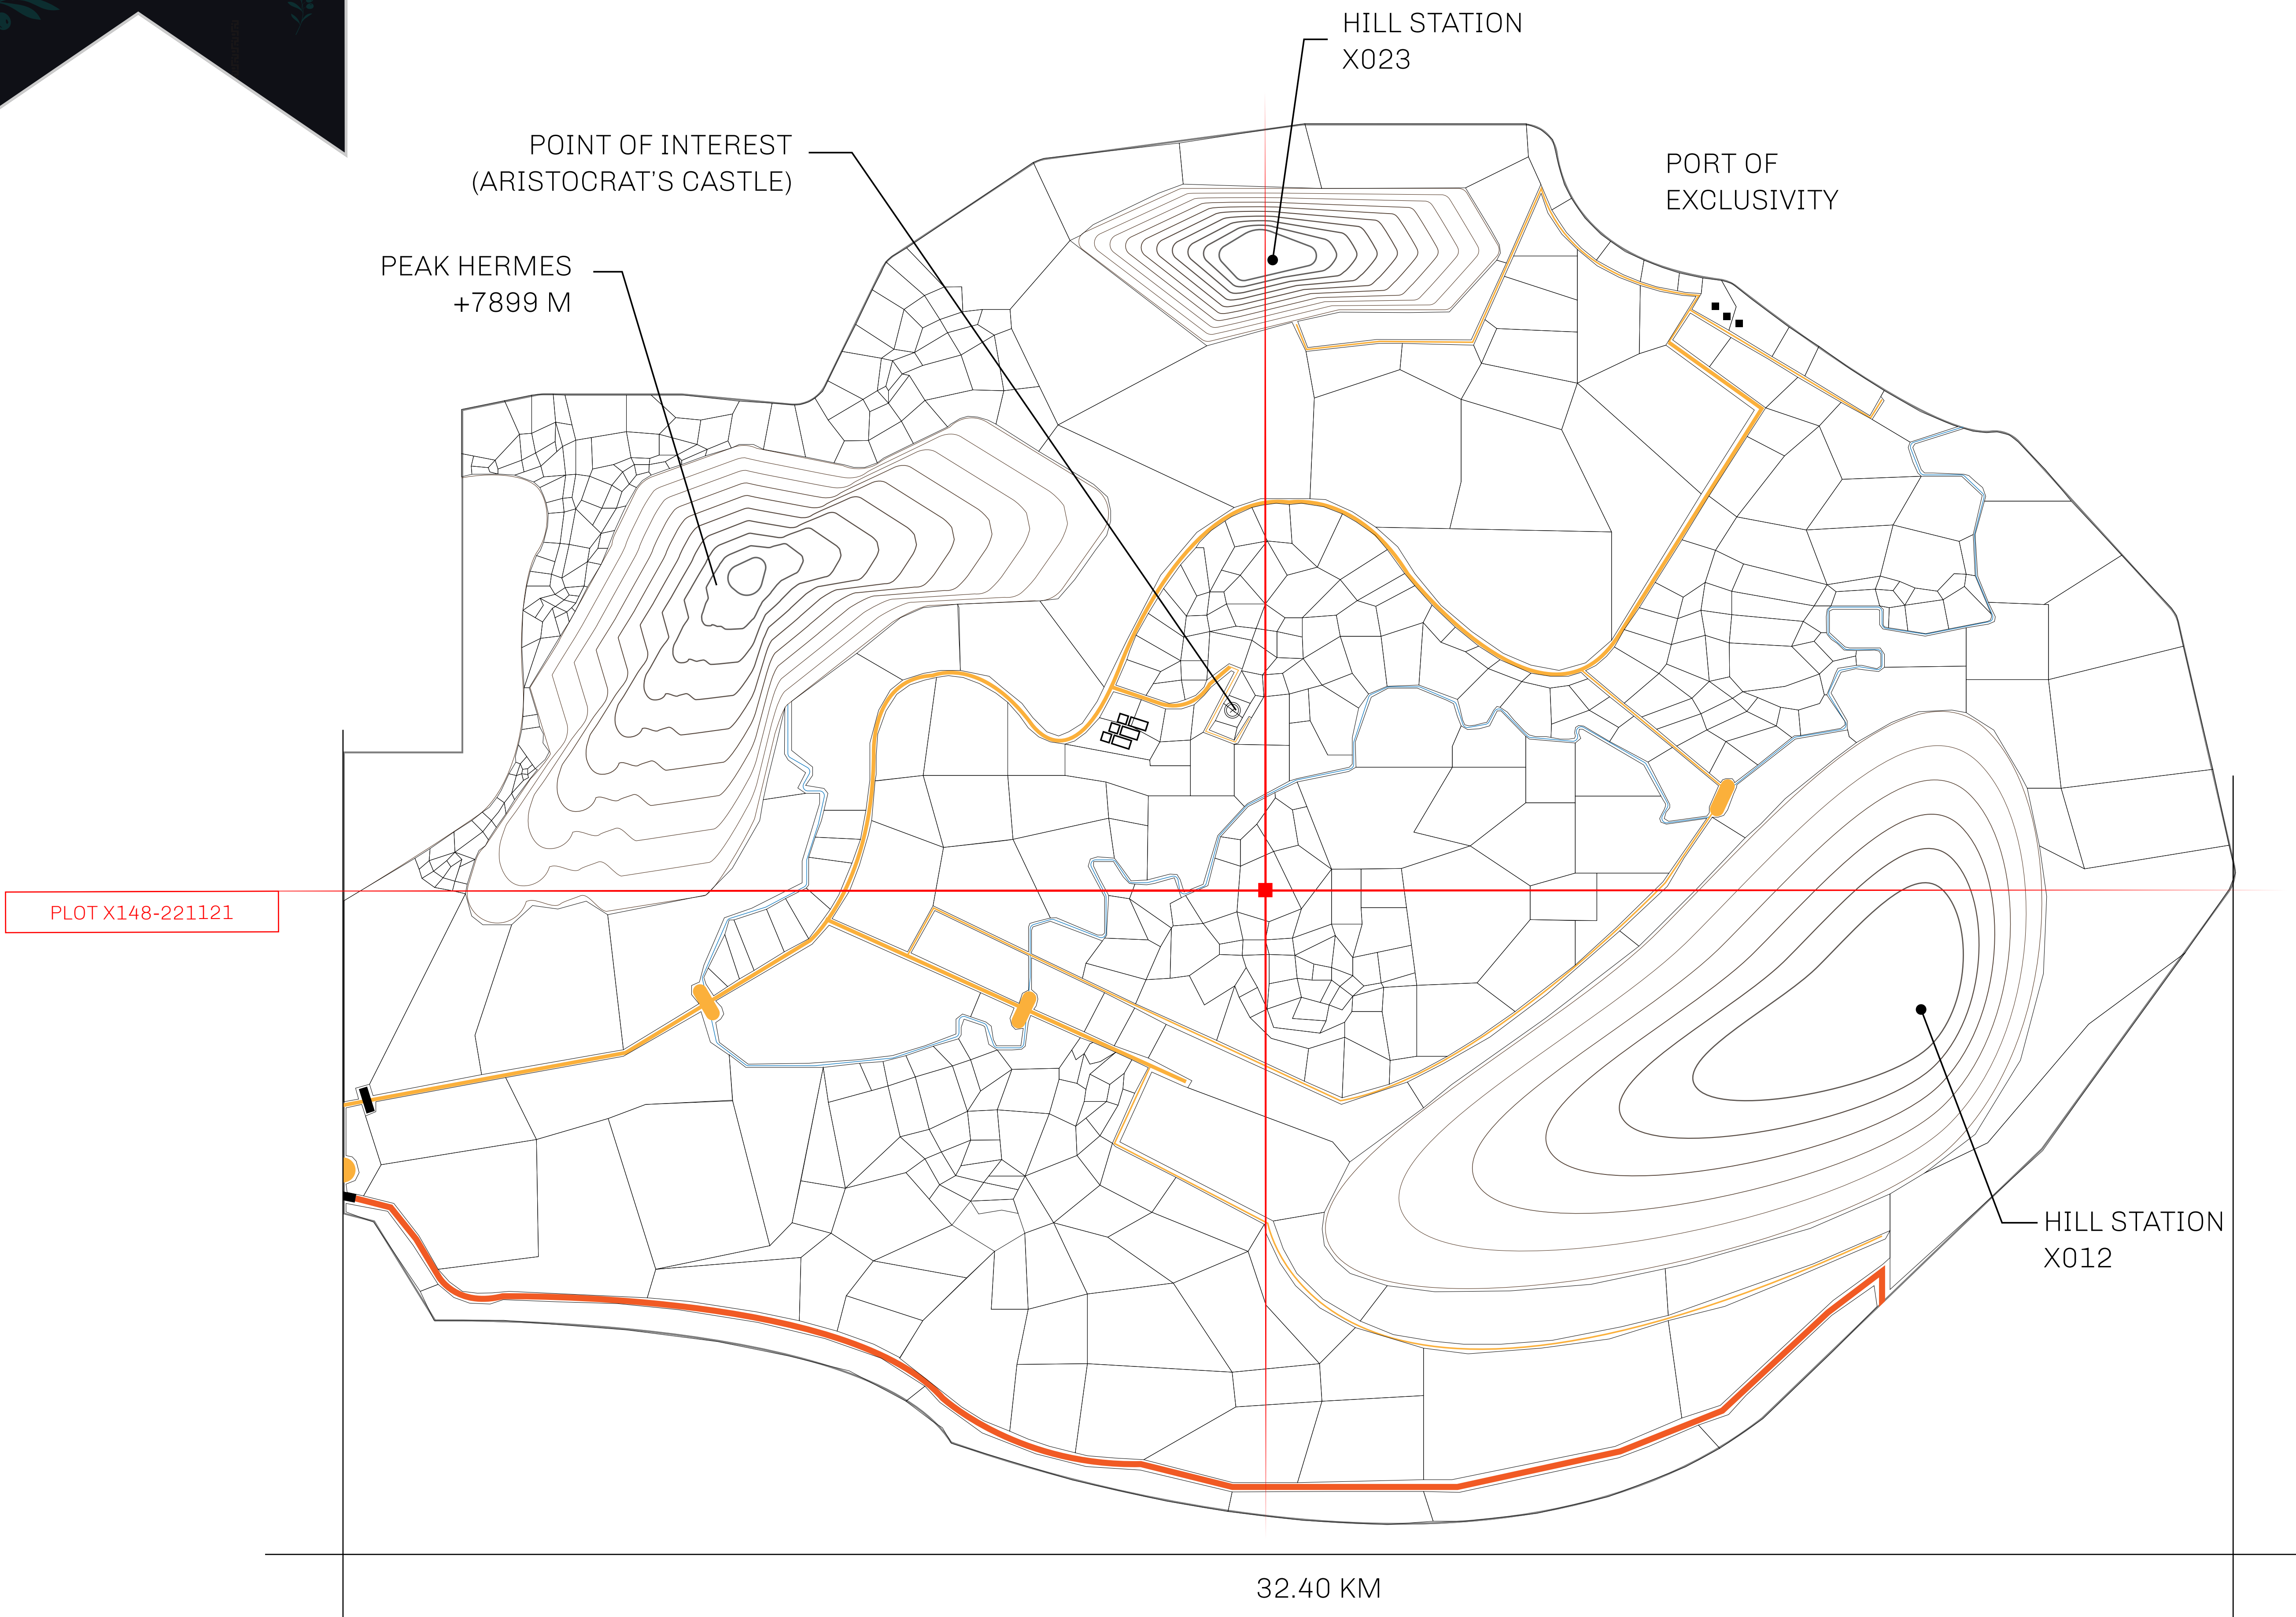 HILL STATION
X023
POINT OF INTEREST
(ARISTOCRAT'S CASTLE)
PORT OF
EXCLUSIVITY
PEAK HERMES
+7899 M
PLOT X148-221121
HILL STATION
X012
32.40 KM